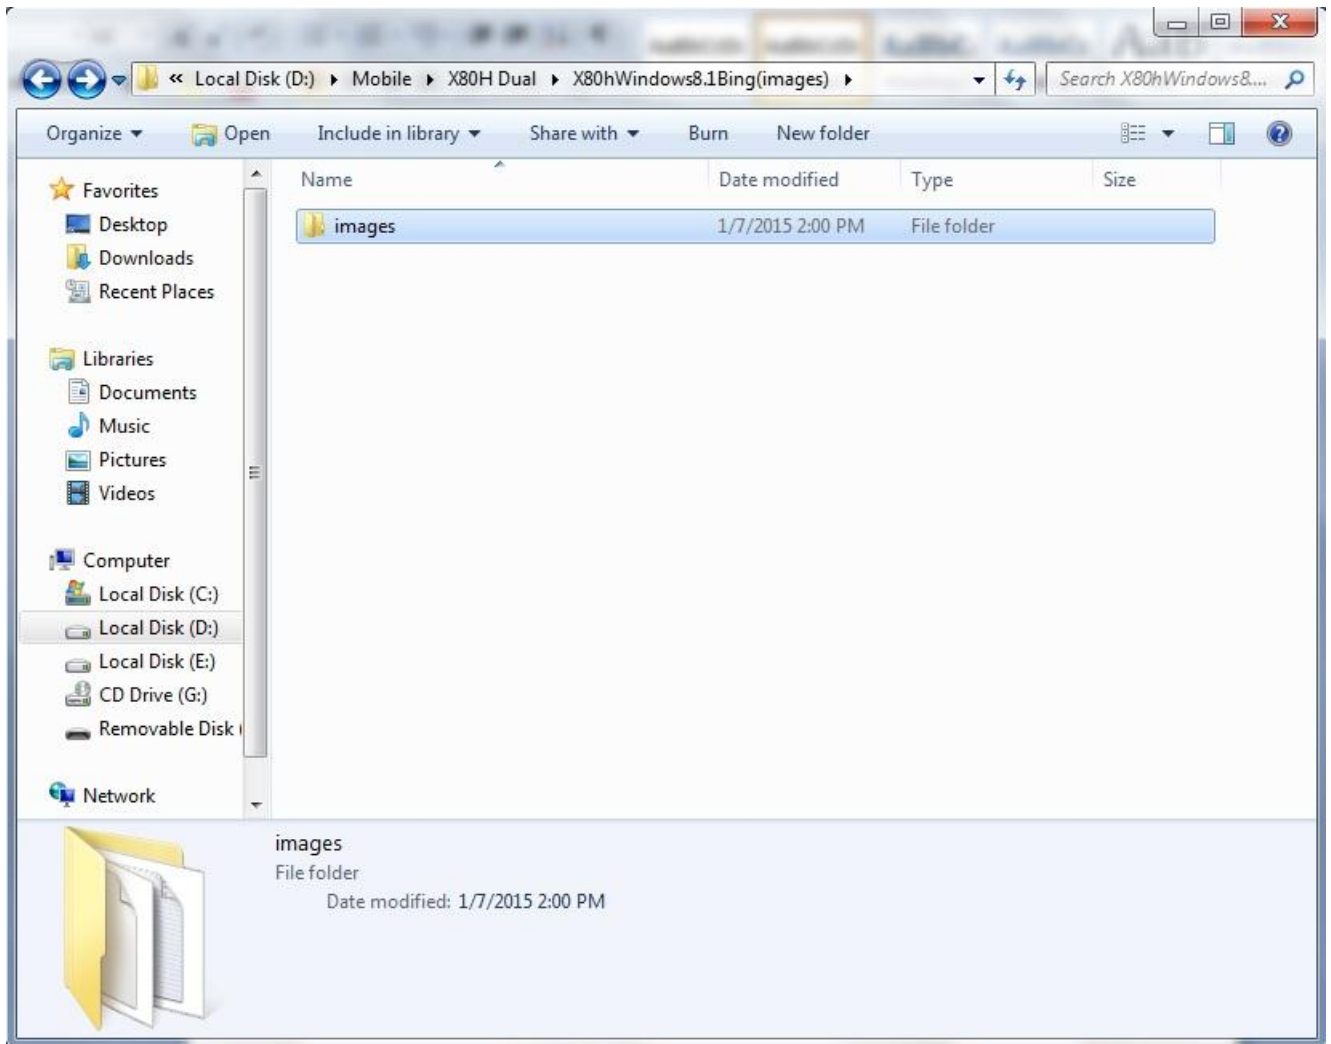 « Local Disk (D:) ▸ Mobile ▸ X80H Dual ▸ X80hWindows8.1Bing(images) ▸
Search X80hWindows8....
Organize Open Include in library Share with Burn New folder
Name Date modified Type Size
images 1/7/2015 2:00 PM File folder
Favorites
Desktop
Downloads
Recent Places
Libraries
Documents
Music
Pictures
Videos
Computer
Local Disk (C:)
Local Disk (D:)
Local Disk (E:)
CD Drive (G:)
Removable Disk (
Network
images
File folder
Date modified: 1/7/2015 2:00 PM